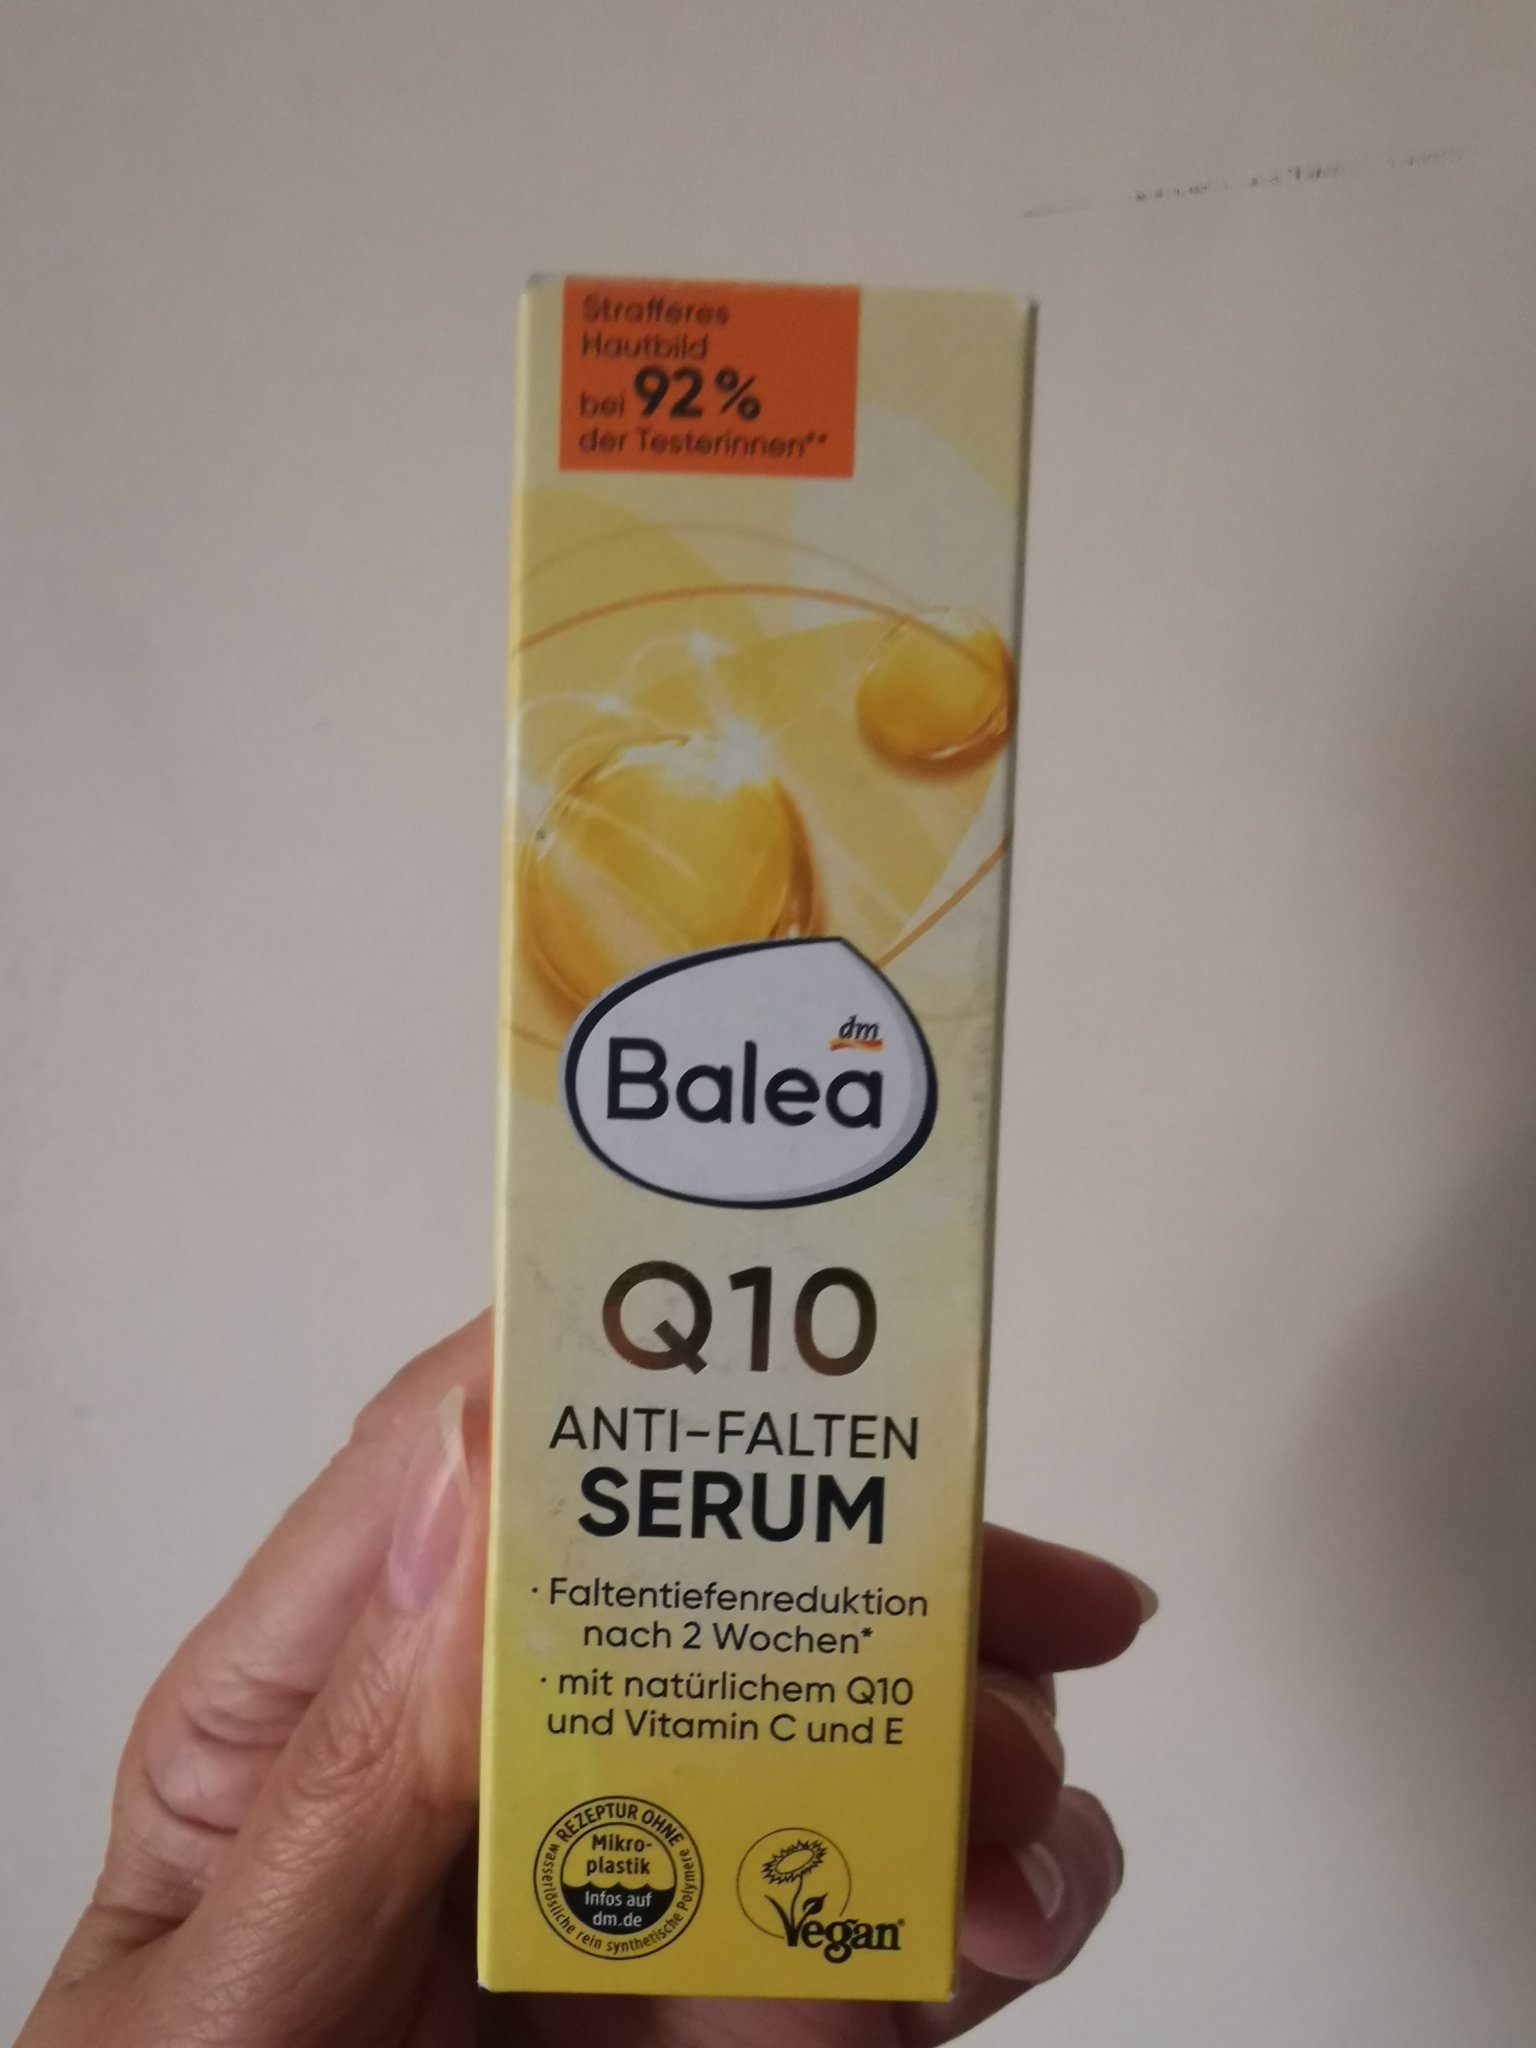 Strafferes
Hautbild
bei 92%
der Testerinnen**
dm
Balea
Q10
ANTI-FALTEN
SERUM
· Faltentiefenreduktion
nach 2 Wochen*
· mit natürlichem Q10
und Vitamin C und E
REZEPTUR OHNE
Mikro-
plastik
Infos auf
dm.de
wasserlösliche rein synthetische Polymere
Vegan